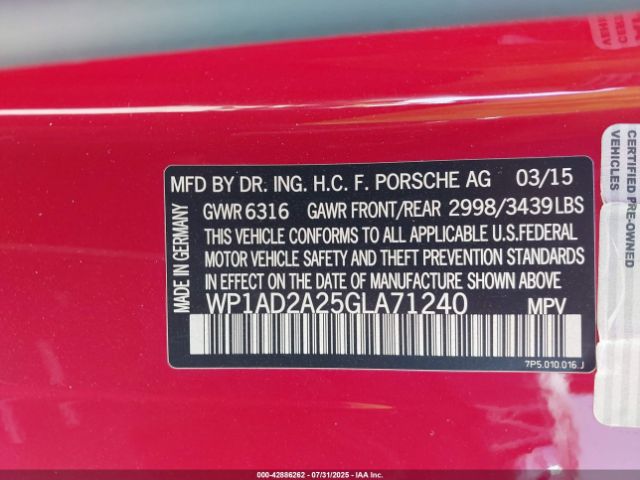 CERTIFIED PRE-OWNED
VEHICLES
MFD BY DR. ING. H.C. F. PORSCHE AG 03/15
GVWR 6316 GAWR FRONT/REAR 2998/3439 LBS
THIS VEHICLE CONFORMS TO ALL APPLICABLE U.S.FEDERAL
MOTOR VEHICLE SAFETY AND THEFT PREVENTION STANDARDS
IN EFFECT ON THE DATE OF MANUFACTURE SHOWN ABOVE
WP1AD2A25GLA71240 MPV
7P5.010.016.J
MADE IN GERMANY
000-42886262 - 07/31/2025 - IAAI, Inc.